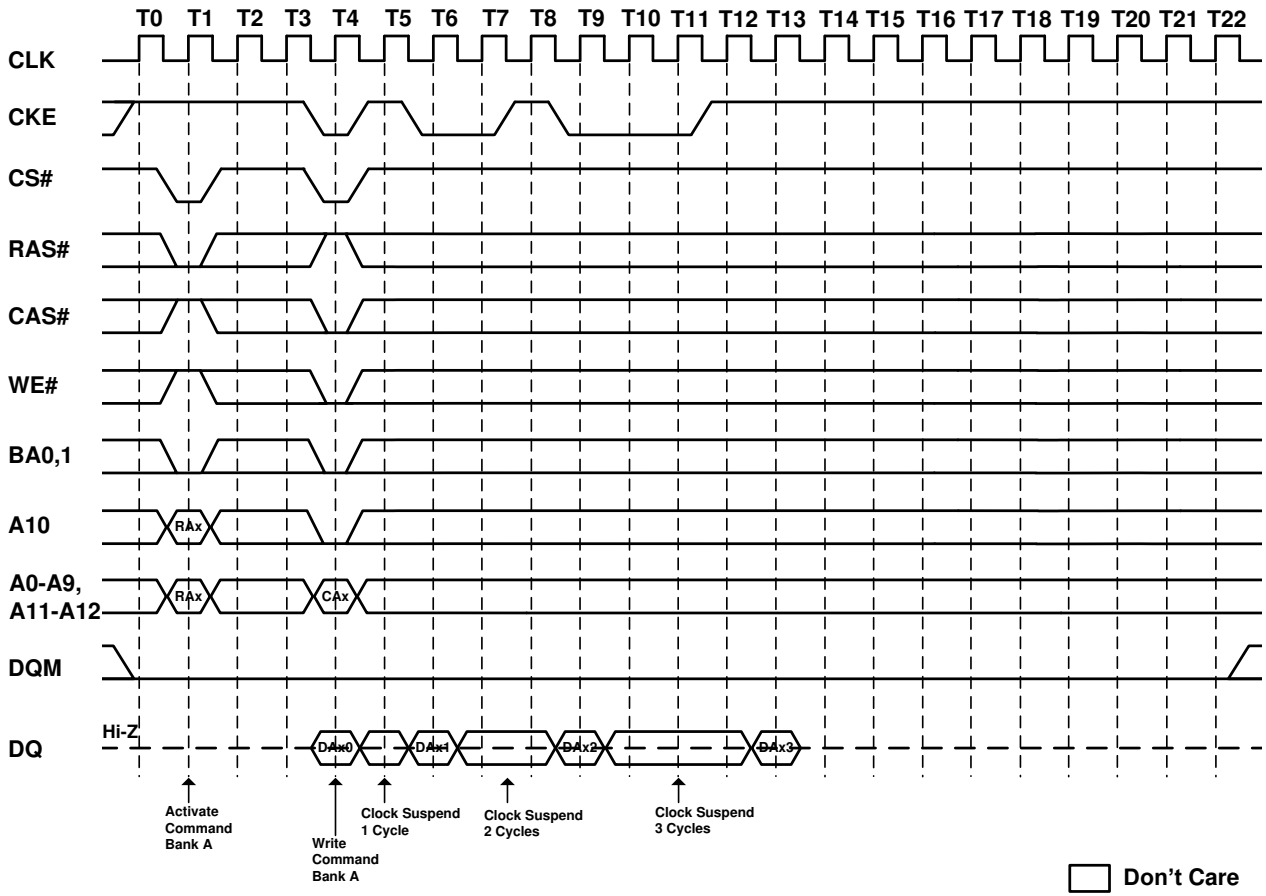 T0 T1 T2 T3 T4 T5 T6 T7 T8 T9 T10 T11 T12 T13 T14 T15 T16 T17 T18 T19 T20 T21 T22
CLK
CKE
CS#
RAS#
CAS#
WE#
BA0,1
A10
RAx
A0-A9,
A11-A12
RAx
CAx
DQM
Hi-Z
DQ
DAx0
DAx1
DAx2
DAx3
Activate
Command
Bank A
Write
Command
Bank A
Clock Suspend
1 Cycle
Clock Suspend
2 Cycles
Clock Suspend
3 Cycles
Don't Care